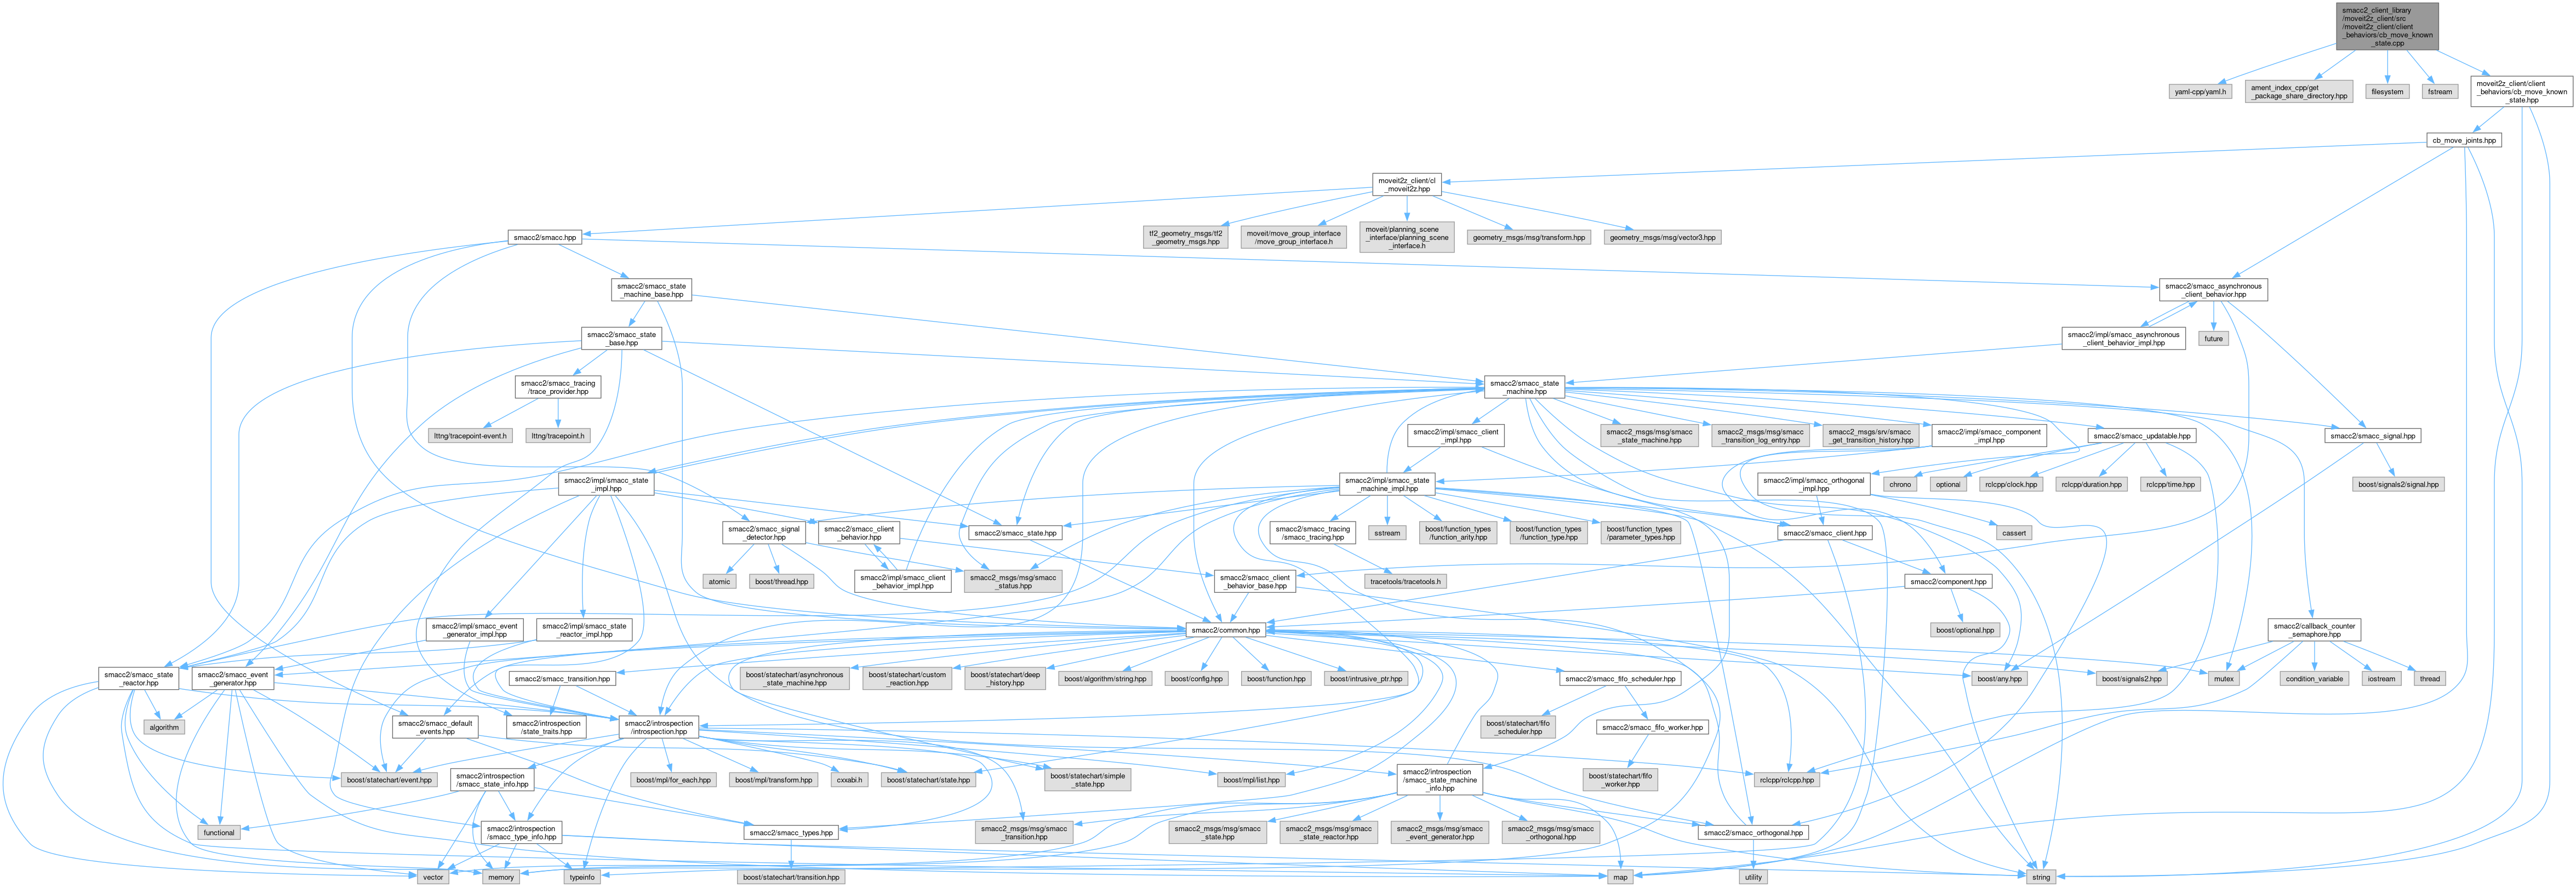 smacc2_client_library
/moveit2z_client/src
/moveit2z_client/client
_behaviors/cb_move_known
_state.cpp
yaml-cpp/yaml.h
ament_index_cpp/get
_package_share_directory.hpp
filesystem
fstream
moveit2z_client/client
_behaviors/cb_move_known
_state.hpp
cb_move_joints.hpp
moveit2z_client/cl
_moveit2z.hpp
smacc2/smacc.hpp
tf2_geometry_msgs/tf2
_geometry_msgs.hpp
moveit/move_group_interface
/move_group_interface.h
moveit/planning_scene
_interface/planning_scene
_interface.h
geometry_msgs/msg/transform.hpp
geometry_msgs/msg/vector3.hpp
smacc2/smacc_state
_machine_base.hpp
smacc2/smacc_asynchronous
_client_behavior.hpp
smacc2/smacc_state
_base.hpp
smacc2/impl/smacc_asynchronous
_client_behavior_impl.hpp
future
smacc2/smacc_tracing
/trace_provider.hpp
smacc2/smacc_state
_machine.hpp
lttng/tracepoint-event.h
lttng/tracepoint.h
smacc2/impl/smacc_client
_impl.hpp
smacc2_msgs/msg/smacc
_state_machine.hpp
smacc2_msgs/msg/smacc
_transition_log_entry.hpp
smacc2_msgs/srv/smacc
_get_transition_history.hpp
smacc2/impl/smacc_component
_impl.hpp
smacc2/smacc_updatable.hpp
smacc2/smacc_signal.hpp
smacc2/impl/smacc_state
_impl.hpp
smacc2/impl/smacc_state
_machine_impl.hpp
smacc2/impl/smacc_orthogonal
_impl.hpp
chrono
optional
rclcpp/clock.hpp
rclcpp/duration.hpp
rclcpp/time.hpp
boost/signals2/signal.hpp
smacc2/smacc_signal
_detector.hpp
smacc2/smacc_client
_behavior.hpp
smacc2/smacc_state.hpp
smacc2/smacc_tracing
/smacc_tracing.hpp
sstream
boost/function_types
/function_arity.hpp
boost/function_types
/function_type.hpp
boost/function_types
/parameter_types.hpp
smacc2/smacc_client.hpp
cassert
atomic
boost/thread.hpp
smacc2/impl/smacc_client
_behavior_impl.hpp
smacc2_msgs/msg/smacc
_status.hpp
smacc2/smacc_client
_behavior_base.hpp
tracetools/tracetools.h
smacc2/component.hpp
smacc2/impl/smacc_event
_generator_impl.hpp
smacc2/impl/smacc_state
_reactor_impl.hpp
smacc2/common.hpp
boost/optional.hpp
smacc2/callback_counter
_semaphore.hpp
smacc2/smacc_state
_reactor.hpp
smacc2/smacc_event
_generator.hpp
smacc2/smacc_transition.hpp
boost/statechart/asynchronous
_state_machine.hpp
boost/statechart/custom
_reaction.hpp
boost/statechart/deep
_history.hpp
boost/algorithm/string.hpp
boost/config.hpp
boost/function.hpp
boost/intrusive_ptr.hpp
smacc2/smacc_fifo_scheduler.hpp
boost/any.hpp
boost/signals2.hpp
mutex
condition_variable
iostream
thread
algorithm
smacc2/smacc_default
_events.hpp
smacc2/introspection
/state_traits.hpp
smacc2/introspection
/introspection.hpp
boost/statechart/fifo
_scheduler.hpp
smacc2/smacc_fifo_worker.hpp
boost/statechart/event.hpp
smacc2/introspection
/smacc_state_info.hpp
boost/mpl/for_each.hpp
boost/mpl/transform.hpp
cxxabi.h
boost/statechart/state.hpp
boost/statechart/simple
_state.hpp
boost/mpl/list.hpp
smacc2/introspection
/smacc_state_machine
_info.hpp
boost/statechart/fifo
_worker.hpp
rclcpp/rclcpp.hpp
functional
smacc2/introspection
/smacc_type_info.hpp
smacc2/smacc_types.hpp
smacc2_msgs/msg/smacc
_transition.hpp
smacc2_msgs/msg/smacc
_state.hpp
smacc2_msgs/msg/smacc
_state_reactor.hpp
smacc2_msgs/msg/smacc
_event_generator.hpp
smacc2_msgs/msg/smacc
_orthogonal.hpp
smacc2/smacc_orthogonal.hpp
vector
memory
typeinfo
boost/statechart/transition.hpp
map
utility
string